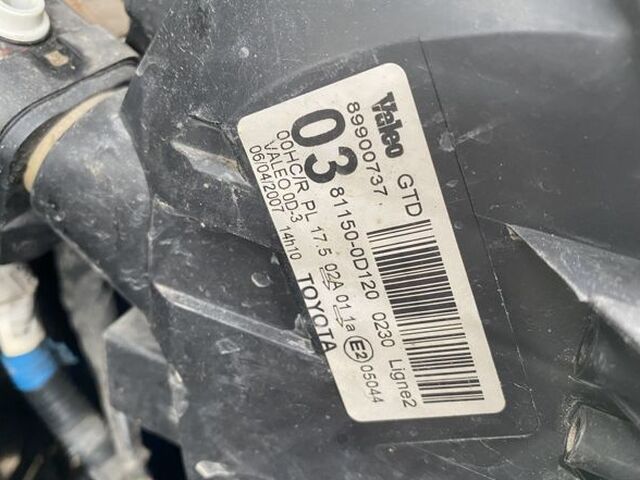 Valeo GTD
89900737
03 81150-0D120 0230 Ligne2
00HC/R PL 17.5 02A 01 1a E2 05044
VALEO 0D-3 TOYOTA
06/04/2007 14h10